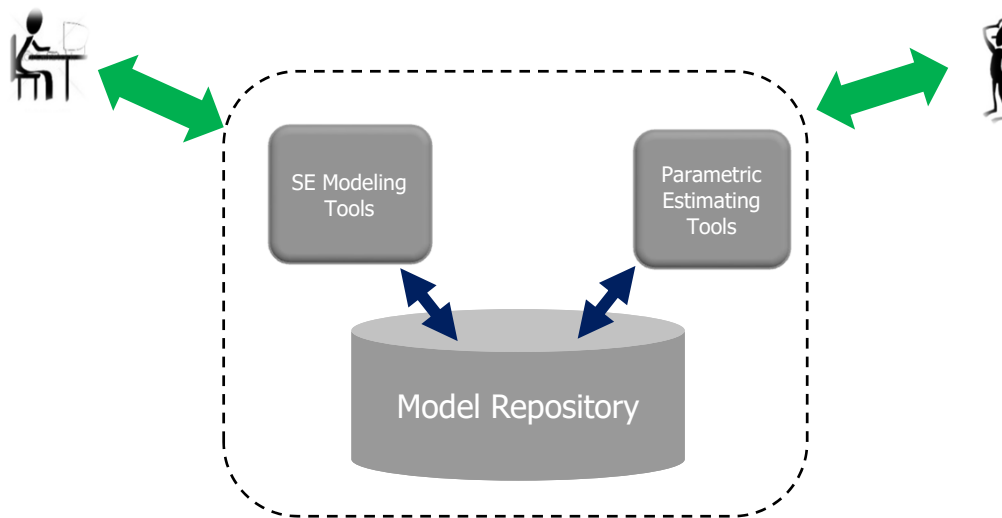 SE Modeling
Tools
Parametric
Estimating
Tools
Model Repository